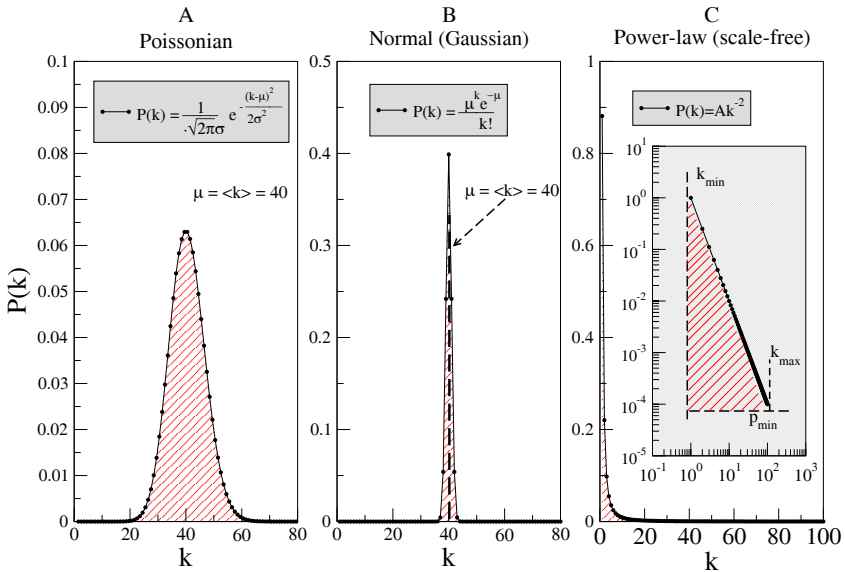 A
Poissonian
P(k) = 1/·√2πσ e^-(k-μ)²/2σ²
μ = <k> = 40
0.1
0.09
0.08
0.07
0.06
0.05
0.04
0.03
0.02
0.01
0
P(k)
0 20 40 60 80
k
B
Normal (Gaussian)
P(k) = μ^k e^-μ/k!
μ = <k> = 40
0.5
0.4
0.3
0.2
0.1
0
0 20 40 60 80
k
C
Power-law (scale-free)
P(k)=Ak^-2
1
0.8
0.6
0.4
0.2
0
0 20 40 60 80 100
k
10^1
10^0
10^-1
10^-2
10^-3
10^-4
10^-5
k_min
k_max
p_min
10^-1 10^0 10^1 10^2 10^3